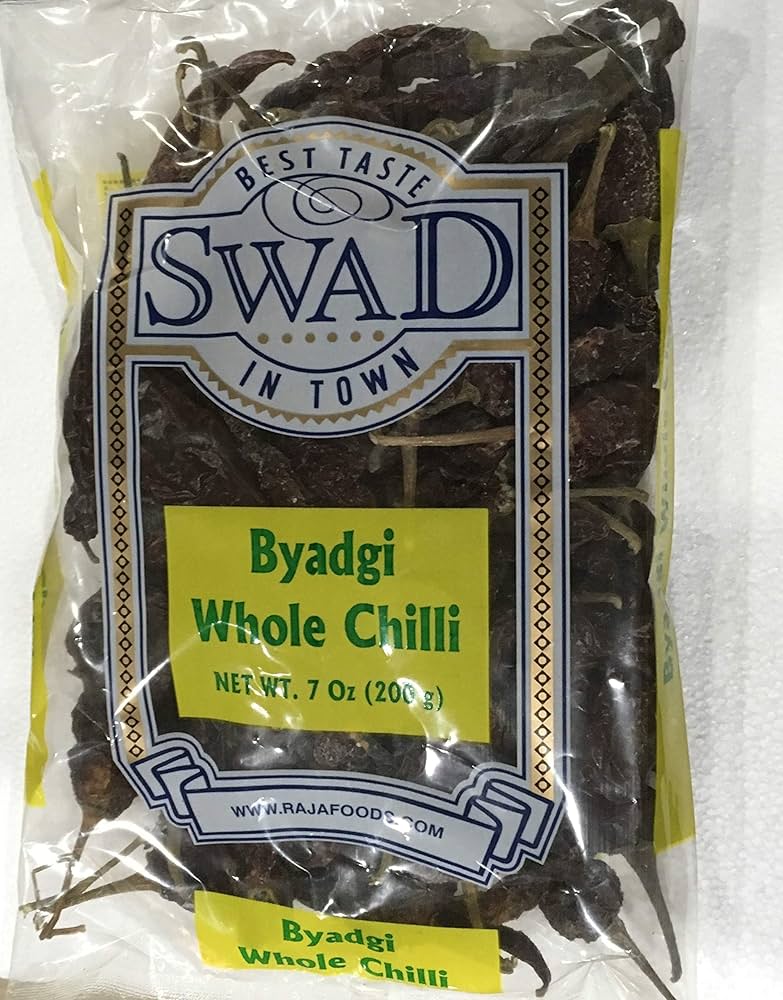 BEST TASTE
SWAD
IN TOWN
Byadgi
Whole Chilli
NET WT. 7 Oz (200 g)
WWW.RAJAFOODS.COM
Byadgi
Whole Chilli